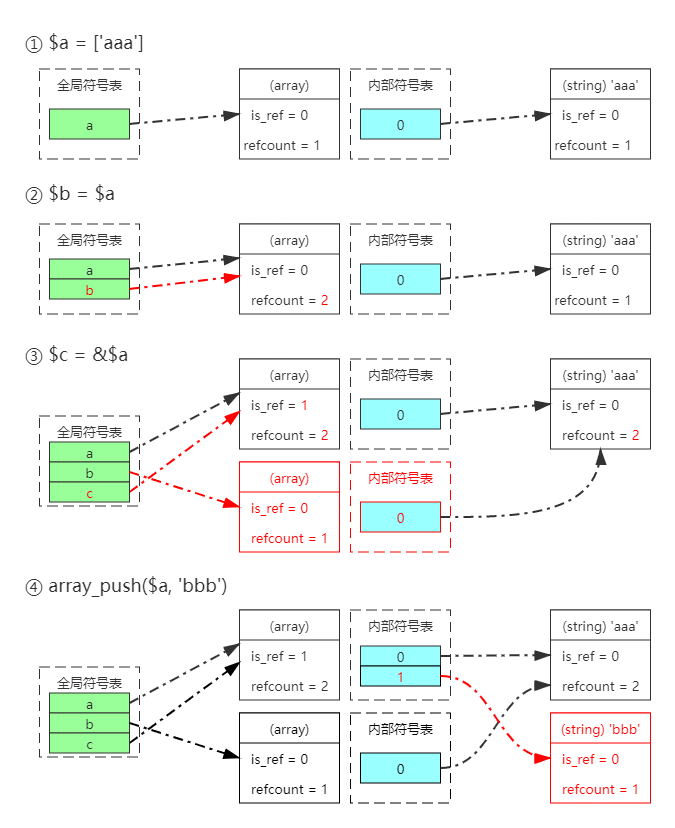 ① $a = ['aaa']
全局符号表
(array)
内部符号表
(string) 'aaa'
a
is_ref = 0
0
is_ref = 0
refcount = 1
refcount = 1
② $b = $a
全局符号表
(array)
内部符号表
(string) 'aaa'
a
is_ref = 0
0
is_ref = 0
b
refcount = 2
refcount = 1
③ $c = &$a
(array)
内部符号表
(string) 'aaa'
is_ref = 1
0
is_ref = 0
refcount = 2
refcount = 2
全局符号表
a
b
c
(array)
内部符号表
is_ref = 0
0
refcount = 1
④ array_push($a, 'bbb')
(array)
内部符号表
(string) 'aaa'
is_ref = 1
0
is_ref = 0
1
refcount = 2
refcount = 2
全局符号表
a
b
c
(array)
内部符号表
(string) 'bbb'
is_ref = 0
0
is_ref = 0
refcount = 1
refcount = 1